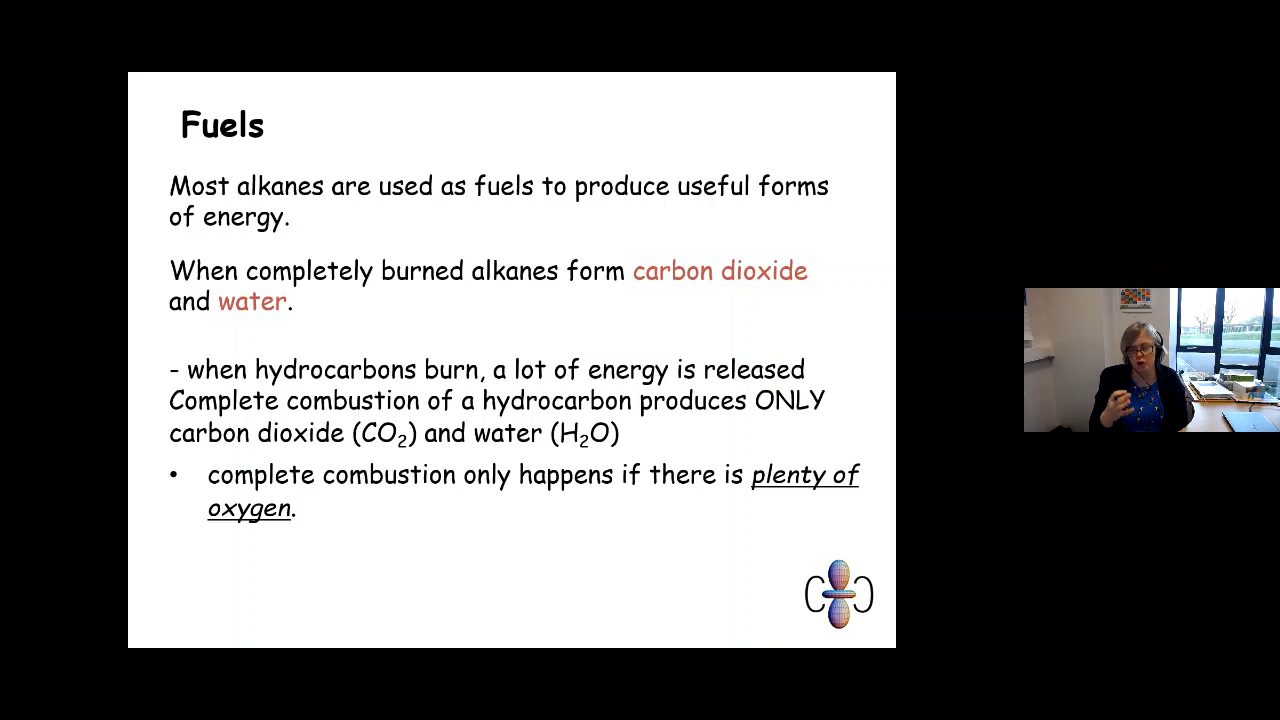 Fuels
Most alkanes are used as fuels to produce useful forms
of energy.
When completely burned alkanes form carbon dioxide
and water.
- when hydrocarbons burn, a lot of energy is released
Complete combustion of a hydrocarbon produces ONLY
carbon dioxide (CO₂) and water (H₂O)
• complete combustion only happens if there is plenty of
oxygen.